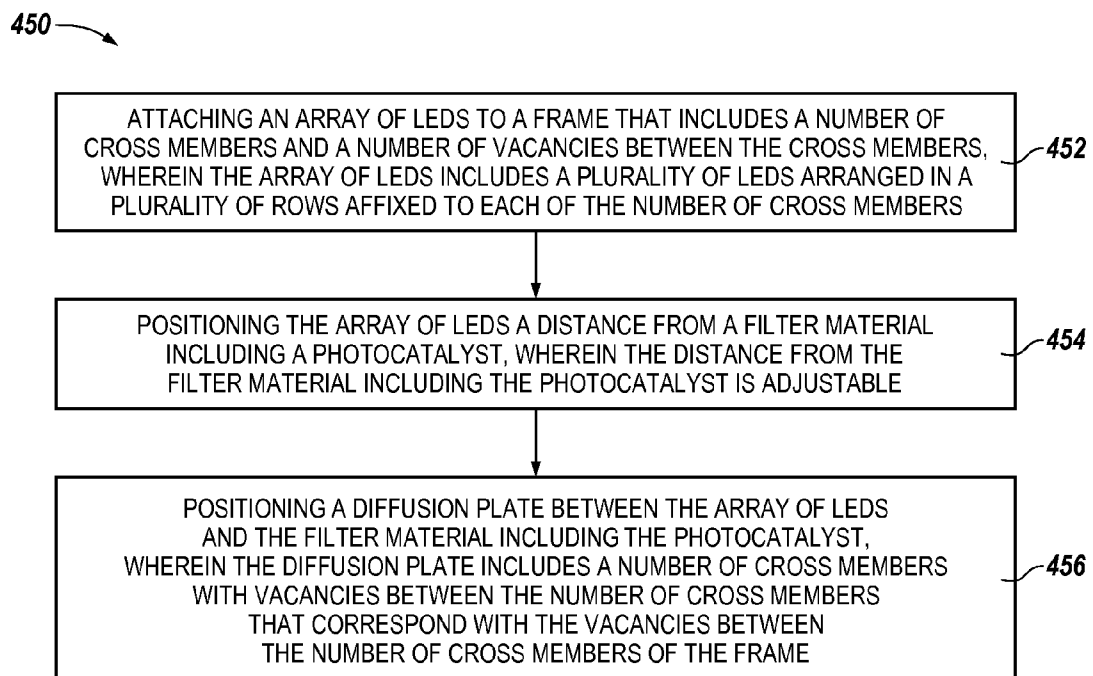 450
ATTACHING AN ARRAY OF LEDS TO A FRAME THAT INCLUDES A NUMBER OF
CROSS MEMBERS AND A NUMBER OF VACANCIES BETWEEN THE CROSS MEMBERS,
WHEREIN THE ARRAY OF LEDS INCLUDES A PLURALITY OF LEDS ARRANGED IN A
PLURALITY OF ROWS AFFIXED TO EACH OF THE NUMBER OF CROSS MEMBERS
452
POSITIONING THE ARRAY OF LEDS A DISTANCE FROM A FILTER MATERIAL
INCLUDING A PHOTOCATALYST, WHEREIN THE DISTANCE FROM THE
FILTER MATERIAL INCLUDING THE PHOTOCATALYST IS ADJUSTABLE
454
POSITIONING A DIFFUSION PLATE BETWEEN THE ARRAY OF LEDS
AND THE FILTER MATERIAL INCLUDING THE PHOTOCATALYST,
WHEREIN THE DIFFUSION PLATE INCLUDES A NUMBER OF CROSS MEMBERS
WITH VACANCIES BETWEEN THE NUMBER OF CROSS MEMBERS
THAT CORRESPOND WITH THE VACANCIES BETWEEN
THE NUMBER OF CROSS MEMBERS OF THE FRAME
456